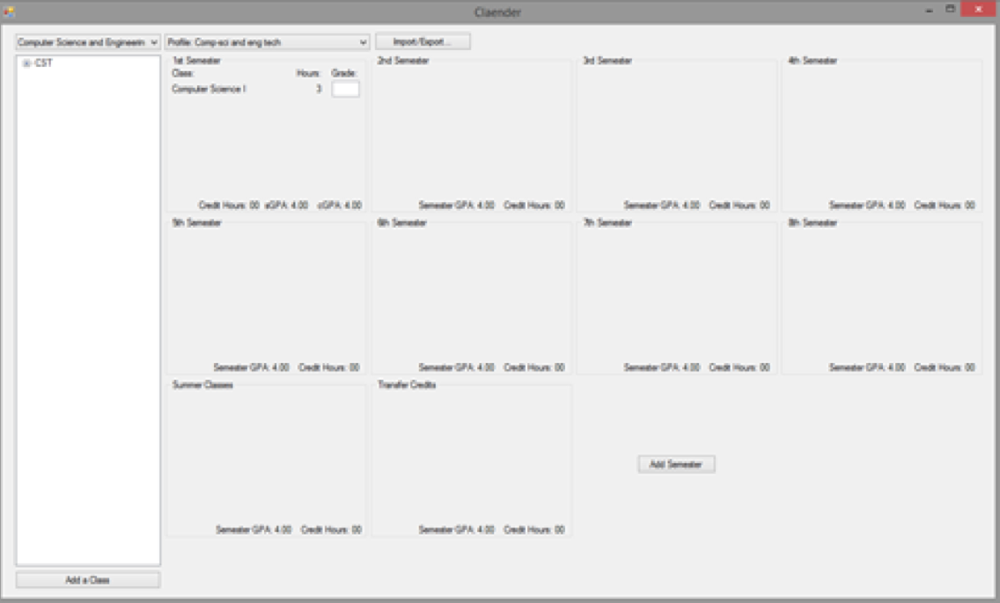 Claender
Computer Science and Engineerin Profile: Comp-sci and eng tech Import/Export...
CST
1st Semester 2nd Semester 3rd Semester 4th Semester
Class: Hours: Grade:
Computer Science I 3
Credit Hours: 00 sGPA: 4.00 cGPA: 4.00 Semester GPA: 4.00 Credit Hours: 00 Semester GPA: 4.00 Credit Hours: 00 Semester GPA: 4.00 Credit Hours: 00
5th Semester 6th Semester 7th Semester 8th Semester
Semester GPA: 4.00 Credit Hours: 00 Semester GPA: 4.00 Credit Hours: 00 Semester GPA: 4.00 Credit Hours: 00 Semester GPA: 4.00 Credit Hours: 00
Summer Classes Transfer Credits
Add Semester
Semester GPA: 4.00 Credit Hours: 00 Semester GPA: 4.00 Credit Hours: 00
Add a Class